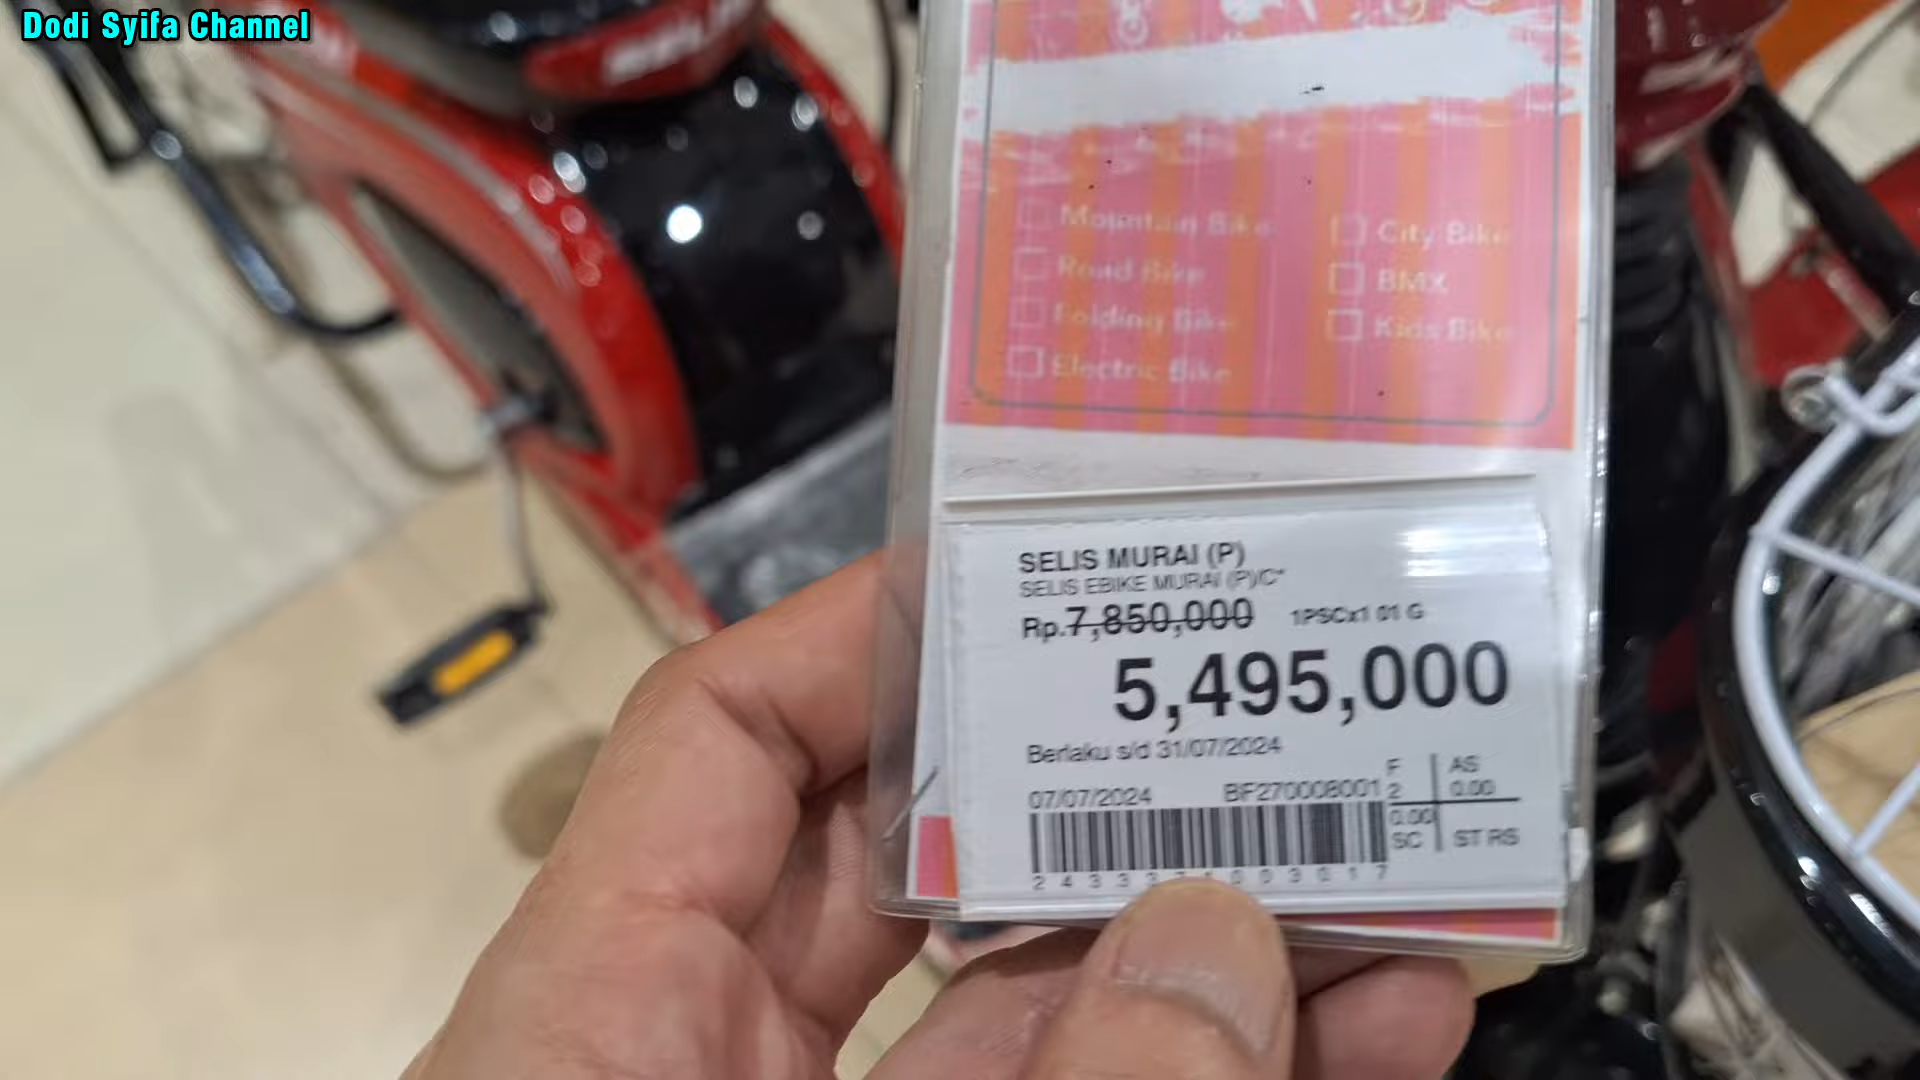 Dodi Syifa Channel
Mountain Bike
City Bike
Road Bike
BMX
Folding Bike
Kids Bike
Electric Bike
SELIS MURAI (P)
SELIS EBIKE MURAI (P)/C*
Rp.7,850,000 1PSCx1 01 G
5,495,000
Berlaku s/d 31/07/2024
07/07/2024 BF270008001
F AS
2 0.00
0.00
SC ST RS